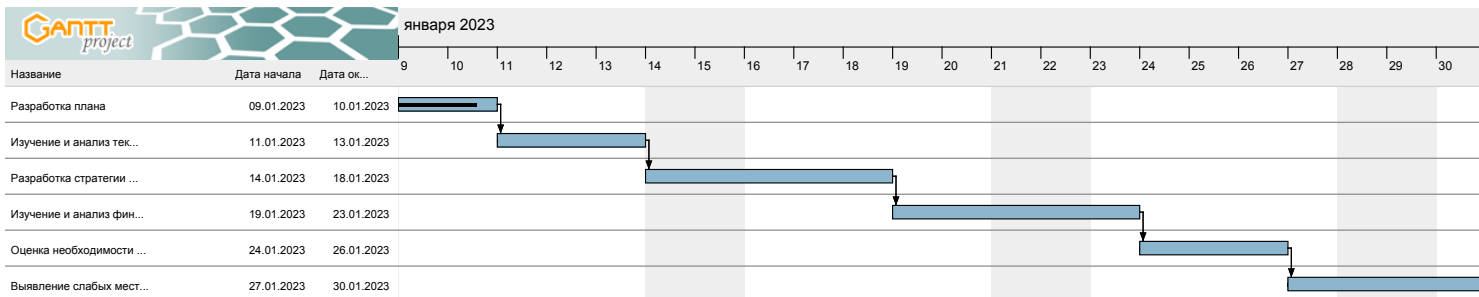 GANTT
project
января 2023
Название Дата начала Дата ок...
9 10 11 12 13 14 15 16 17 18 19 20 21 22 23 24 25 26 27 28 29 30
Разработка плана 09.01.2023 10.01.2023
Изучение и анализ тек... 11.01.2023 13.01.2023
Разработка стратегии ... 14.01.2023 18.01.2023
Изучение и анализ фин... 19.01.2023 23.01.2023
Оценка необходимости ... 24.01.2023 26.01.2023
Выявление слабых мест... 27.01.2023 30.01.2023